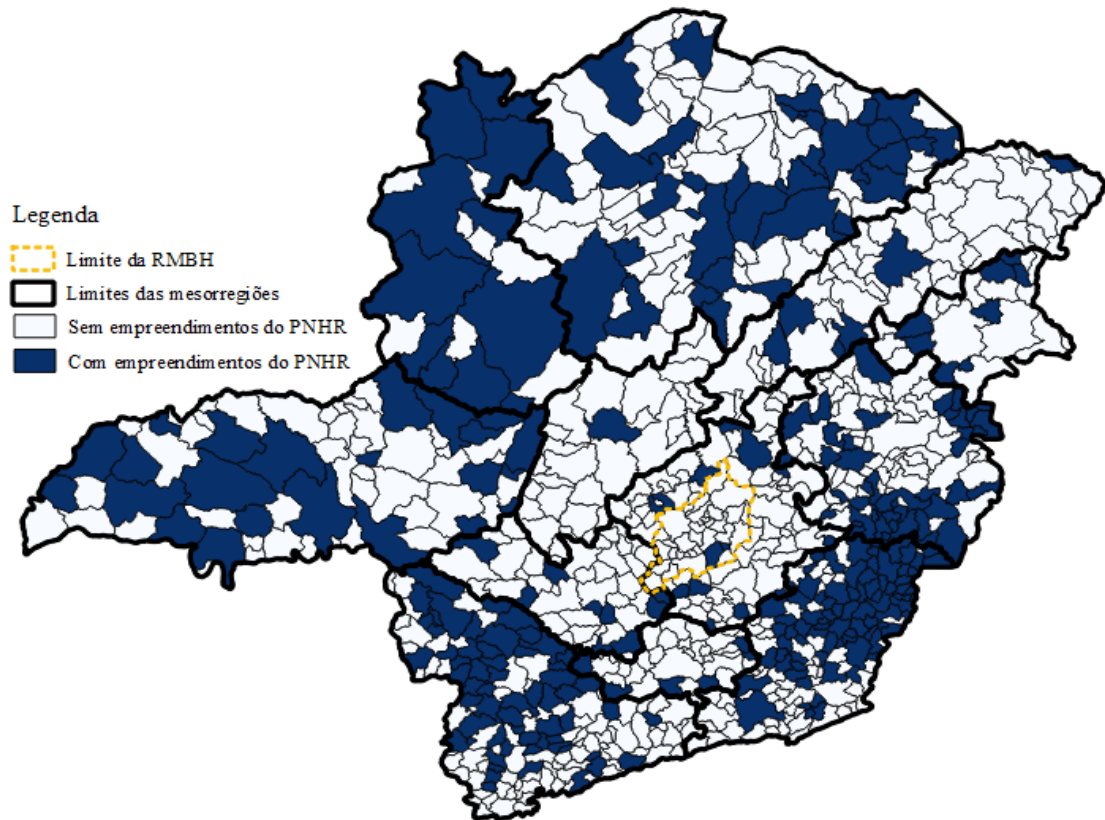 Legenda
Limite da RMBH
Limites das mesorregiões
Sem empreendimentos do PNHR
Com empreendimentos do PNHR